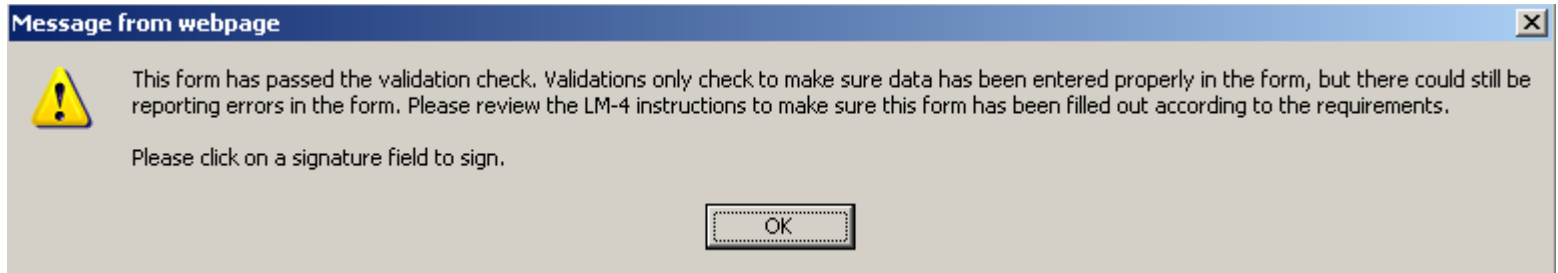 Message from webpage
This form has passed the validation check. Validations only check to make sure data has been entered properly in the form, but there could still be
reporting errors in the form. Please review the LM-4 instructions to make sure this form has been filled out according to the requirements.
Please click on a signature field to sign.
OK